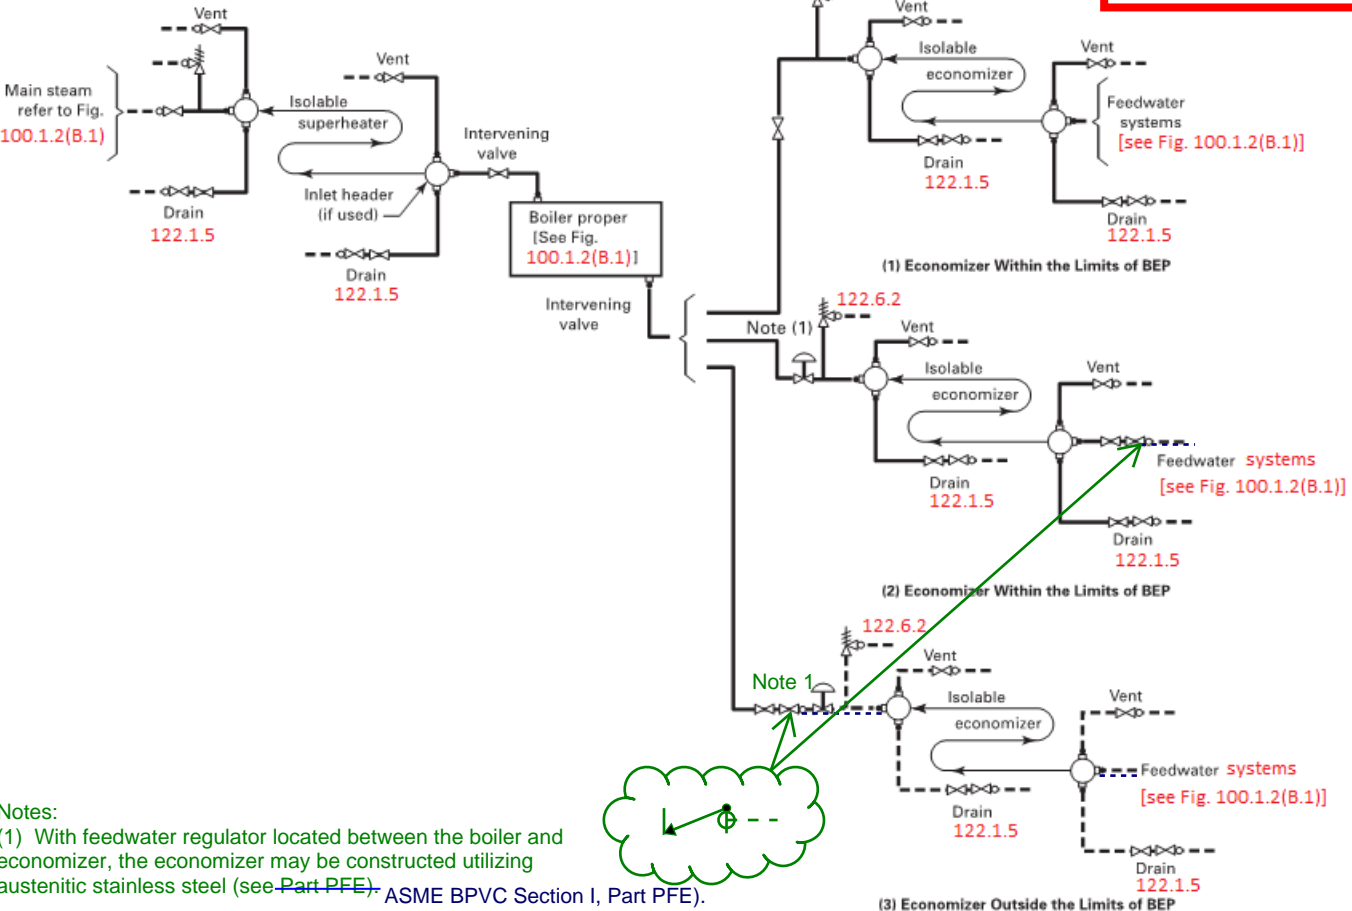 Vent
Main steam
refer to Fig.
100.1.2(B.1)
Isolable
superheater
Vent
Inlet header
(if used)
Drain
122.1.5
Drain
122.1.5
Intervening
valve
Boiler proper
[See Fig.
100.1.2(B.1)]
Intervening
valve
Vent
Isolable
economizer
Vent
Feedwater
systems
[see Fig. 100.1.2(B.1)]
Drain
122.1.5
Drain
122.1.5
(1) Economizer Within the Limits of BEP
122.6.2
Note (1)
Vent
Isolable
economizer
Vent
Feedwater systems
[see Fig. 100.1.2(B.1)]
Drain
122.1.5
Drain
122.1.5
(2) Economizer Within the Limits of BEP
122.6.2
Note 1
Vent
Isolable
economizer
Vent
Feedwater systems
[see Fig. 100.1.2(B.1)]
Drain
122.1.5
Drain
122.1.5
(3) Economizer Outside the Limits of BEP
Notes:
(1) With feedwater regulator located between the boiler and
economizer, the economizer may be constructed utilizing
austenitic stainless steel (see Part PFE). ASME BPVC Section I, Part PFE).